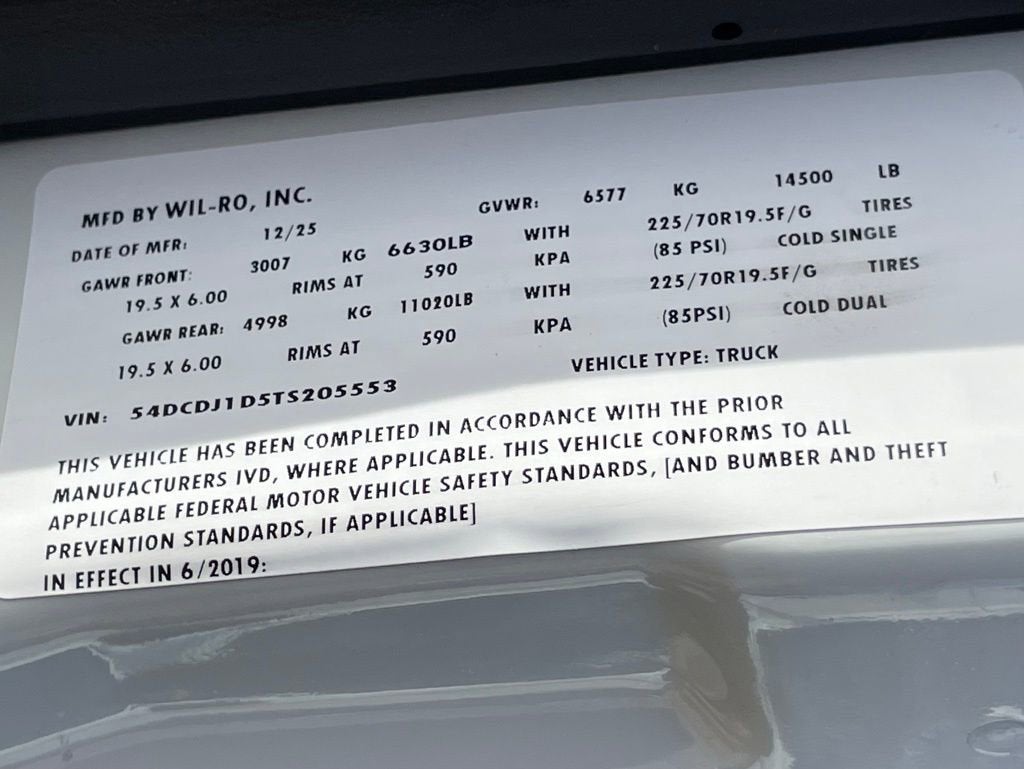 MFD BY WIL-RO, INC.
DATE OF MFR: 12/25 GVWR: 6577 KG 14500 LB
GAWR FRONT: 3007 KG 6630LB WITH 225/70R19.5F/G TIRES
19.5 X 6.00 RIMS AT 590 KPA (85 PSI) COLD SINGLE
GAWR REAR: 4998 KG 11020LB WITH 225/70R19.5F/G TIRES
19.5 X 6.00 RIMS AT 590 KPA (85PSI) COLD DUAL
VIN: 54DCDJ1D5TS205553 VEHICLE TYPE: TRUCK
THIS VEHICLE HAS BEEN COMPLETED IN ACCORDANCE WITH THE PRIOR
MANUFACTURERS IVD, WHERE APPLICABLE. THIS VEHICLE CONFORMS TO ALL
APPLICABLE FEDERAL MOTOR VEHICLE SAFETY STANDARDS, [AND BUMBER AND THEFT
PREVENTION STANDARDS, IF APPLICABLE]
IN EFFECT IN 6/2019: